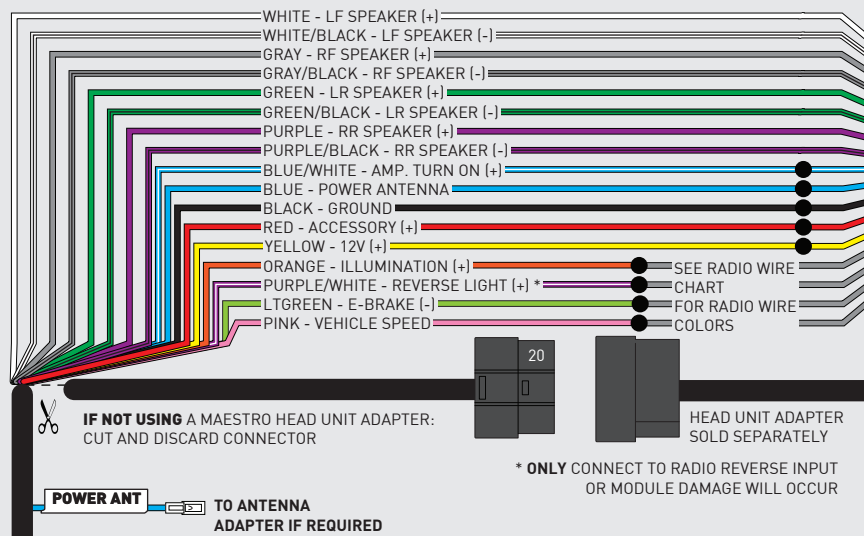 WHITE - LF SPEAKER (+)
WHITE/BLACK - LF SPEAKER (-)
GRAY - RF SPEAKER (+)
GRAY/BLACK - RF SPEAKER (-)
GREEN - LR SPEAKER (+)
GREEN/BLACK - LR SPEAKER (-)
PURPLE - RR SPEAKER (+)
PURPLE/BLACK - RR SPEAKER (-)
BLUE/WHITE - AMP. TURN ON (+)
BLUE - POWER ANTENNA
BLACK - GROUND
RED - ACCESSORY (+)
YELLOW - 12V (+)
ORANGE - ILLUMINATION (+)
PURPLE/WHITE - REVERSE LIGHT (+) *
LTGREEN - E-BRAKE (-)
PINK - VEHICLE SPEED
SEE RADIO WIRE
CHART
FOR RADIO WIRE
COLORS
20
IF NOT USING A MAESTRO HEAD UNIT ADAPTER:
CUT AND DISCARD CONNECTOR
HEAD UNIT ADAPTER
SOLD SEPARATELY
* ONLY CONNECT TO RADIO REVERSE INPUT
OR MODULE DAMAGE WILL OCCUR
POWER ANT
TO ANTENNA
ADAPTER IF REQUIRED